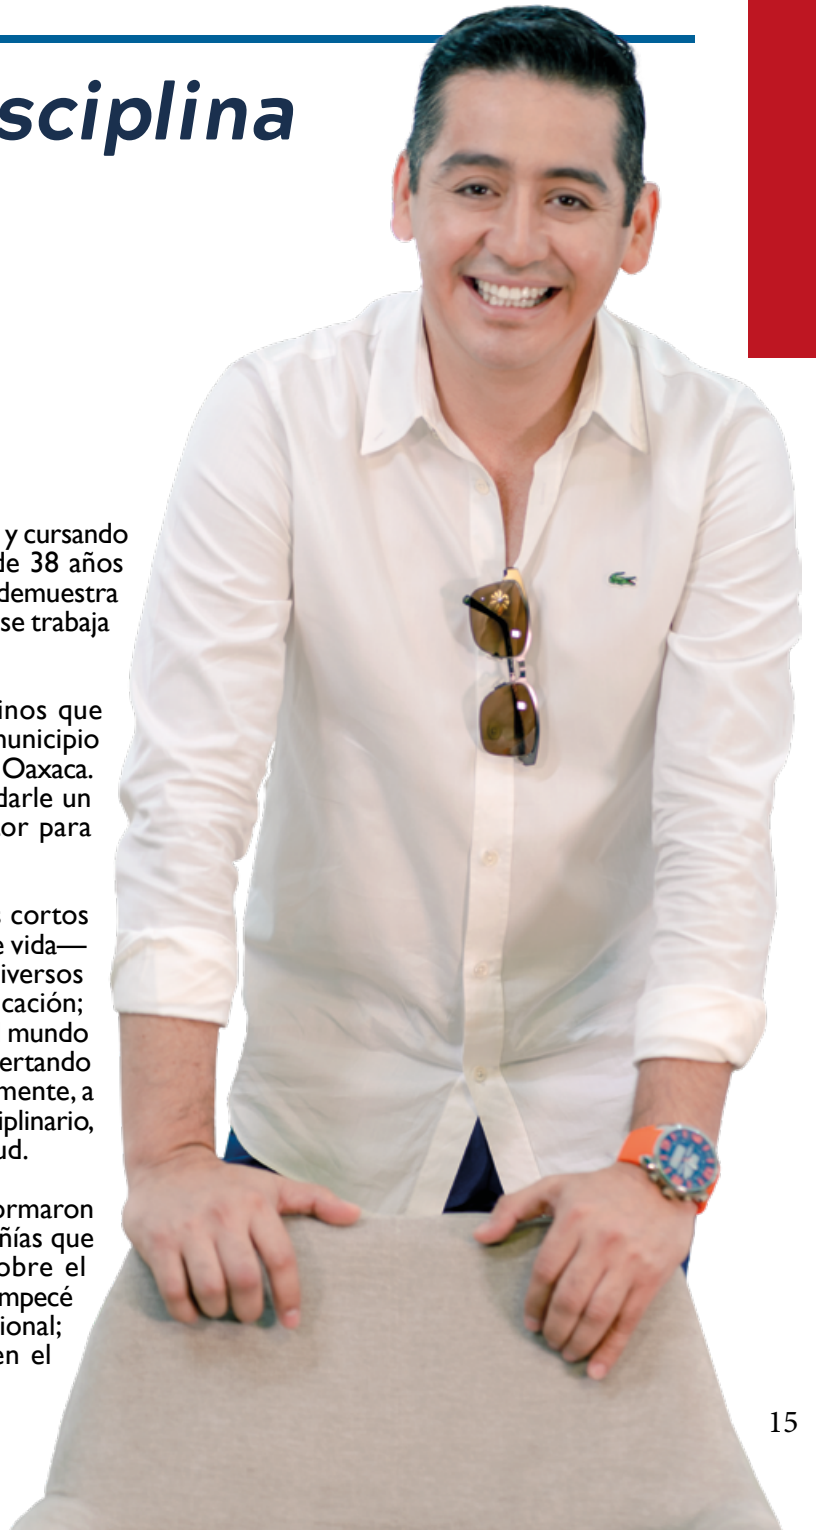 sciplina
y cursando
de 38 años
demuestra
se trabaja
inos que
municipio
Oaxaca.
darle un
or para
s cortos
e vida—
iversos
cación;
mundo
ertando
mente, a
iplinario,
ud.
ormaron
ñías que
obre el
mpecé
ional;
en el
15